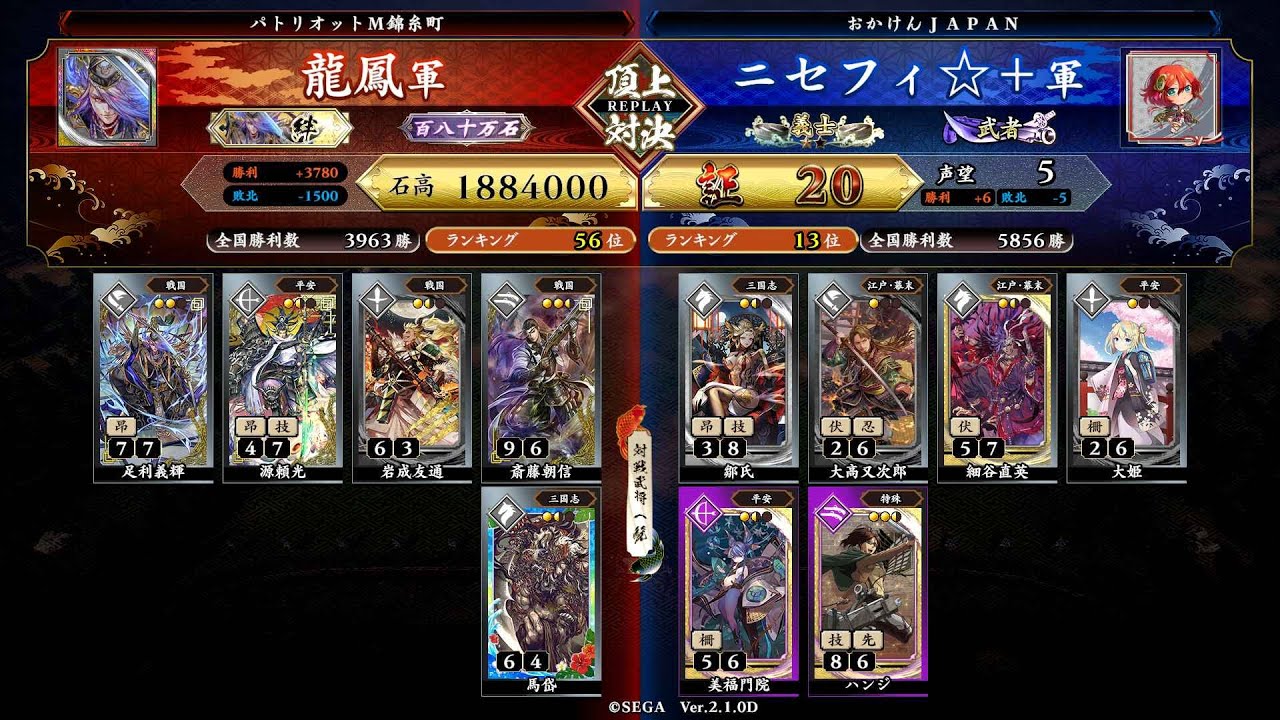 パトリオットM錦糸町
おかけんJAPAN
龍鳳軍
頂上
REPLAY
対決
ニセフィ☆＋軍
絆
百八十万石
義士
武者
勝利 +3780
敗北 -1500
石高 1884000
証 20
声望 5
勝利 +6 敗北 -5
全国勝利数 3963勝
ランキング 56位
ランキング 13位
全国勝利数 5856勝
戦国
平安
戦国
戦国
三国志
江戸・幕末
江戸・幕末
平安
昂
昂 技
昂 技
伏 忍
伏
柵
7 7
4 7
6 3
9 6
3 8
2 6
5 7
2 6
足利義輝
源頼光
岩成友通
斎藤朝信
鄒氏
大高又次郎
細谷直英
大姫
対戦武将一覧
三国志
平安
特殊
柵
技 先
6 4
5 6
8 6
馬岱
美福門院
ハンジ
©SEGA Ver.2.1.0D